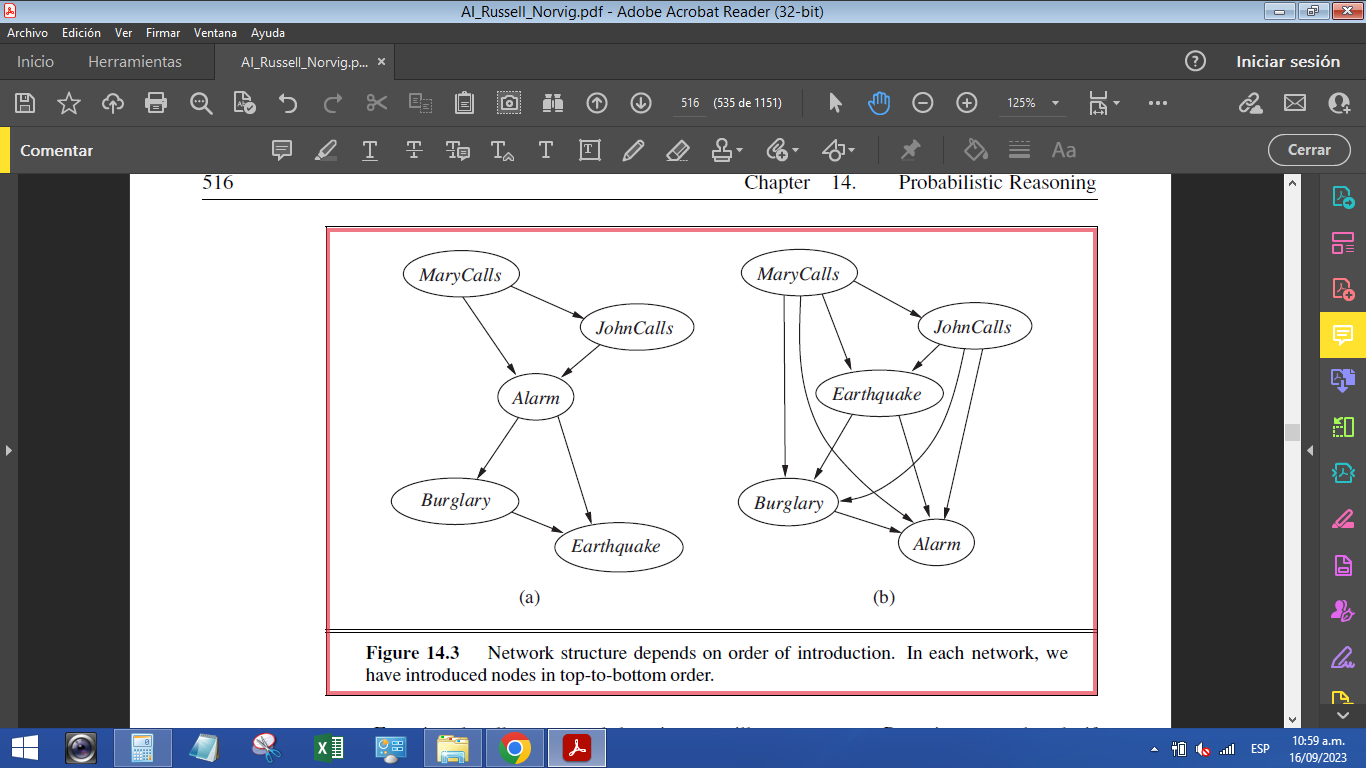 AI_Russell_Norvig.pdf - Adobe Acrobat Reader (32-bit)
Archivo Edición Ver Firmar Ventana Ayuda
Inicio Herramientas AI_Russell_Norvig.p... × Iniciar sesión
516 (535 de 1151) 125%
Comentar Aa Cerrar
516 Chapter 14. Probabilistic Reasoning
MaryCalls
JohnCalls
Alarm
Burglary
Earthquake
(a)
MaryCalls
JohnCalls
Earthquake
Burglary
Alarm
(b)
Figure 14.3 Network structure depends on order of introduction. In each network, we
have introduced nodes in top-to-bottom order.
ESP
10:59 a.m.
16/09/2023